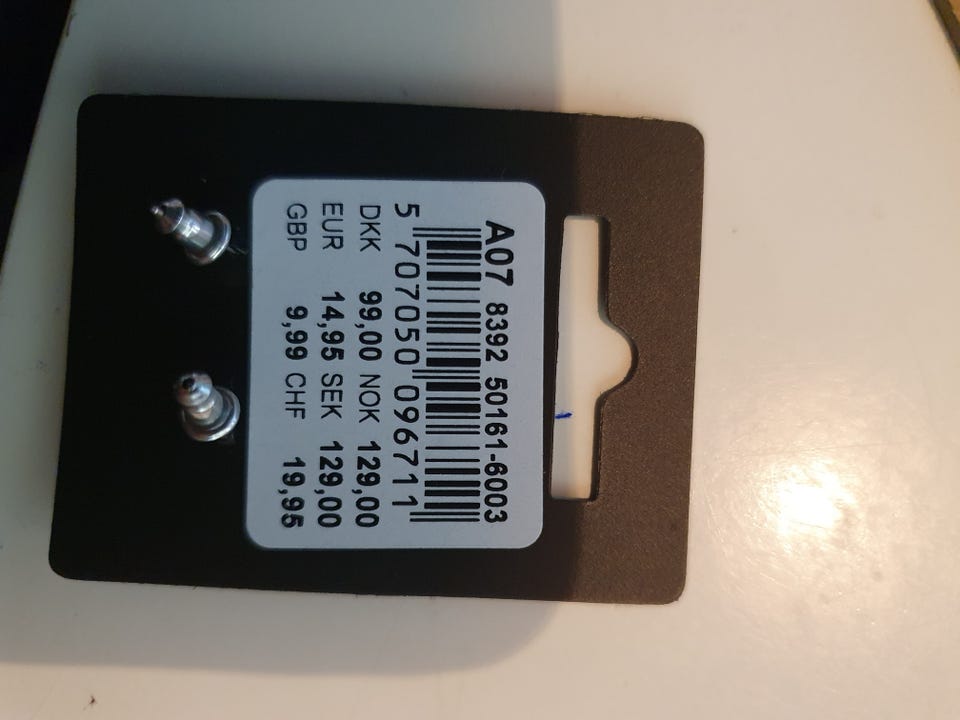 A07 8392 50161-6003
5 707050 096711
DKK 99,00 NOK 129,00
EUR 14,95 SEK 129,00
GBP 9,99 CHF 19,95